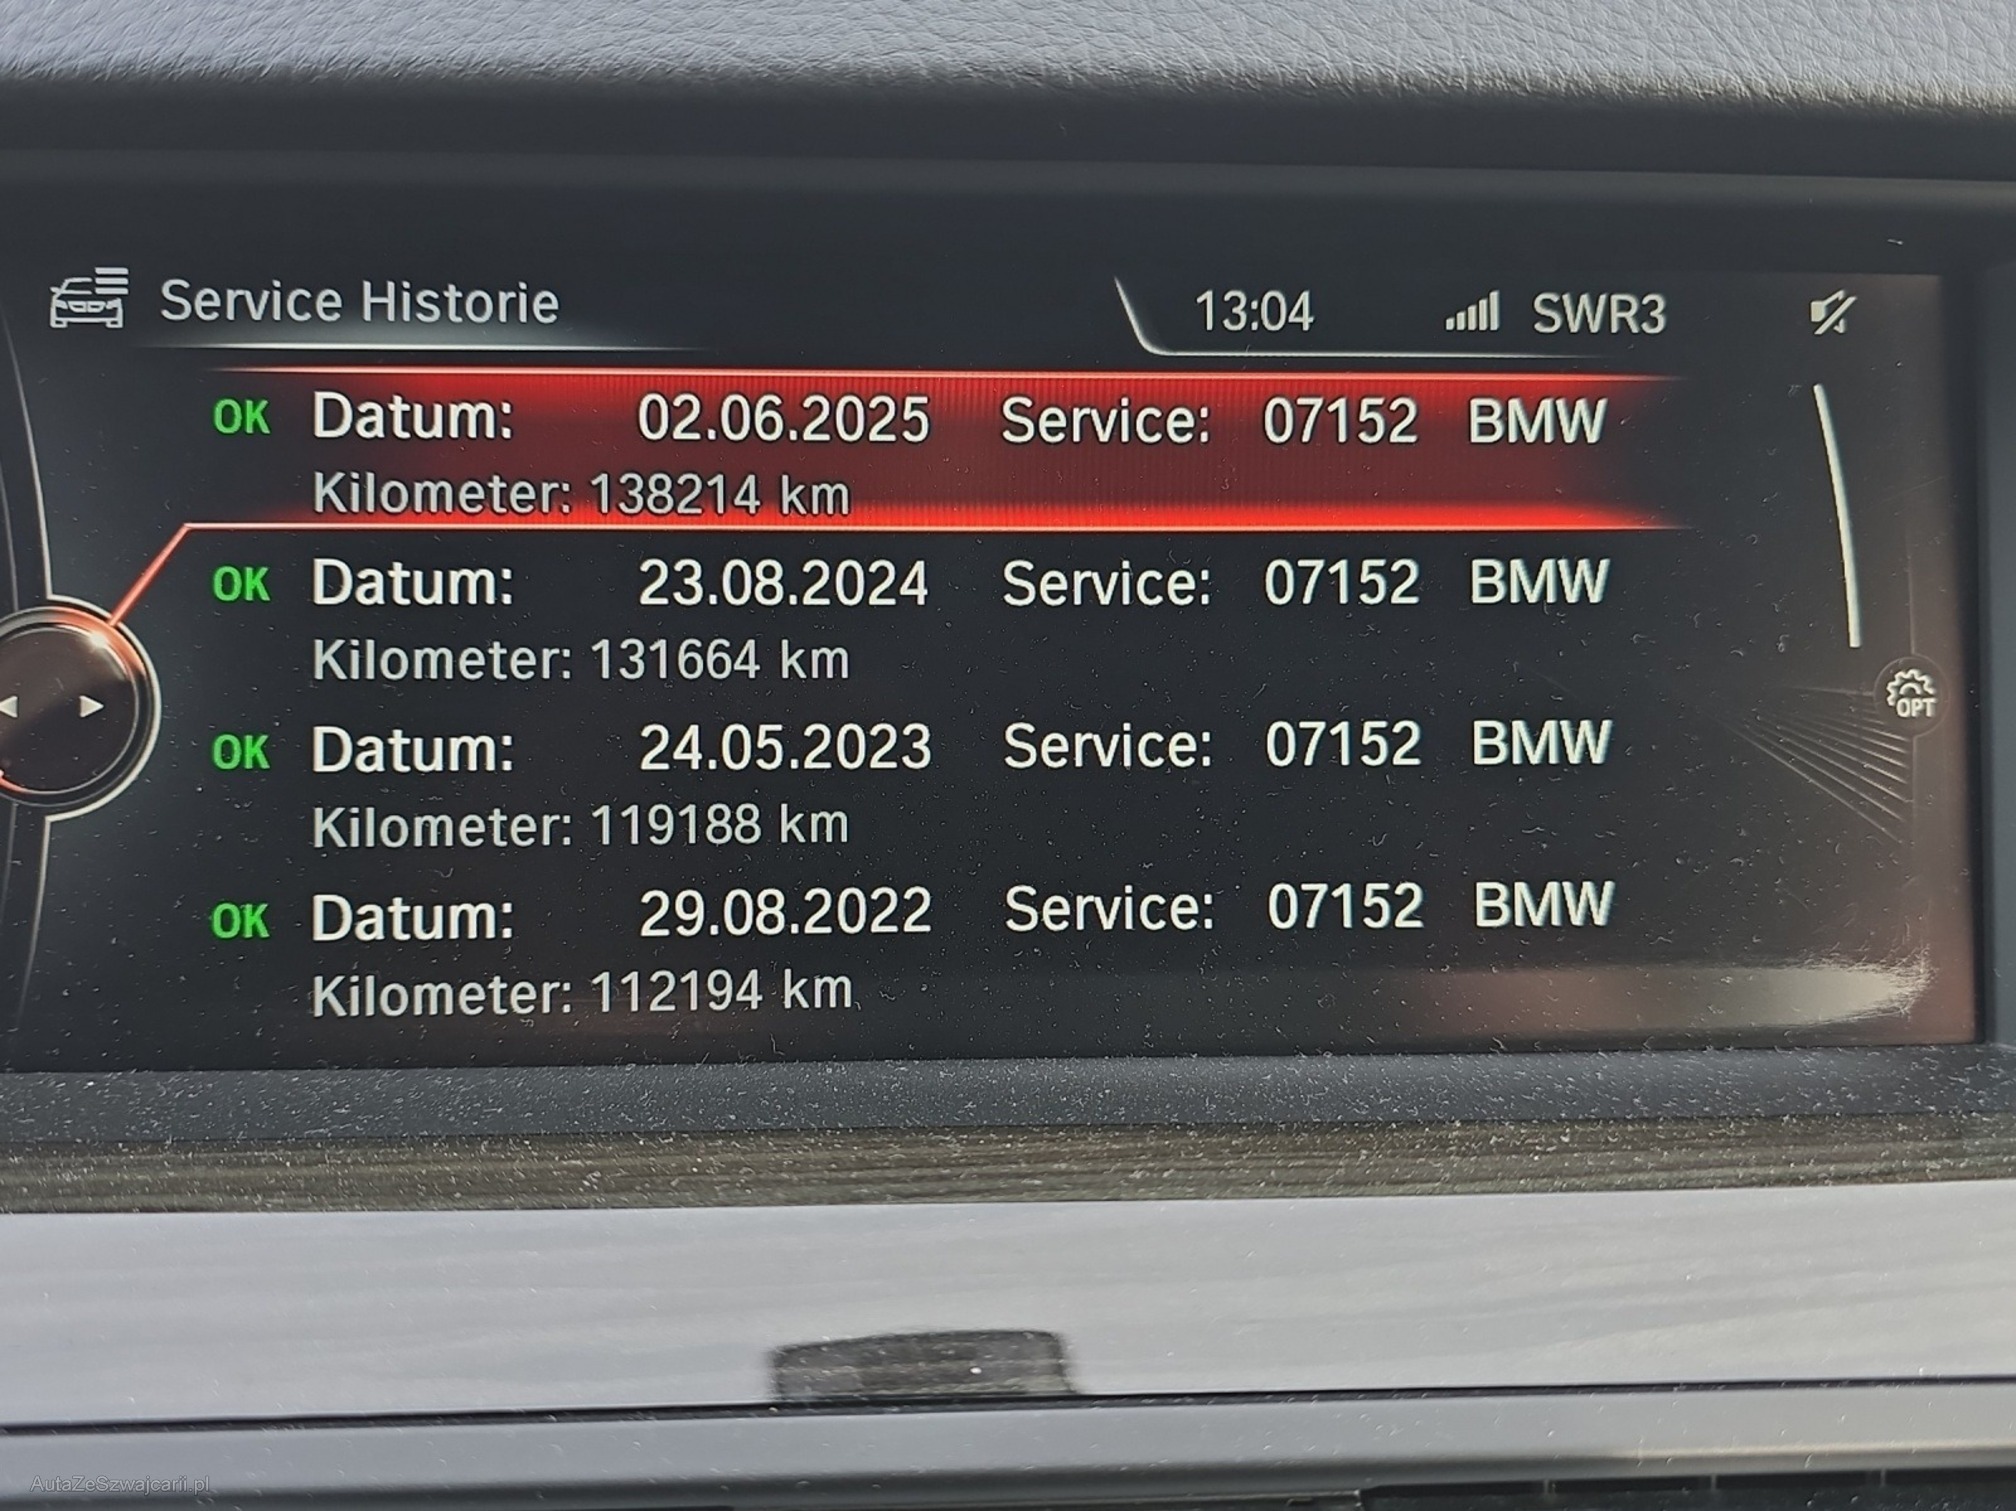 Service Historie
13:04 SWR3
OK Datum: 02.06.2025 Service: 07152 BMW
Kilometer: 138214 km
OK Datum: 23.08.2024 Service: 07152 BMW
Kilometer: 131664 km
OK Datum: 24.05.2023 Service: 07152 BMW
Kilometer: 119188 km
OK Datum: 29.08.2022 Service: 07152 BMW
Kilometer: 112194 km
OPT
AutaZeSzwajcarii.pl